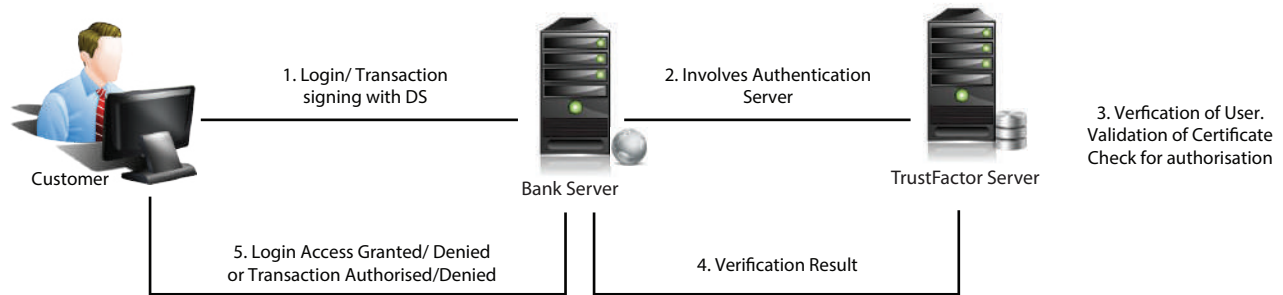 1. Login/ Transaction
signing with DS
2. Involves Authentication
Server
3. Verfication of User.
Validation of Certificate
Check for authorisation
Customer
Bank Server
TrustFactor Server
5. Login Access Granted/ Denied
or Transaction Authorised/Denied
4. Verification Result